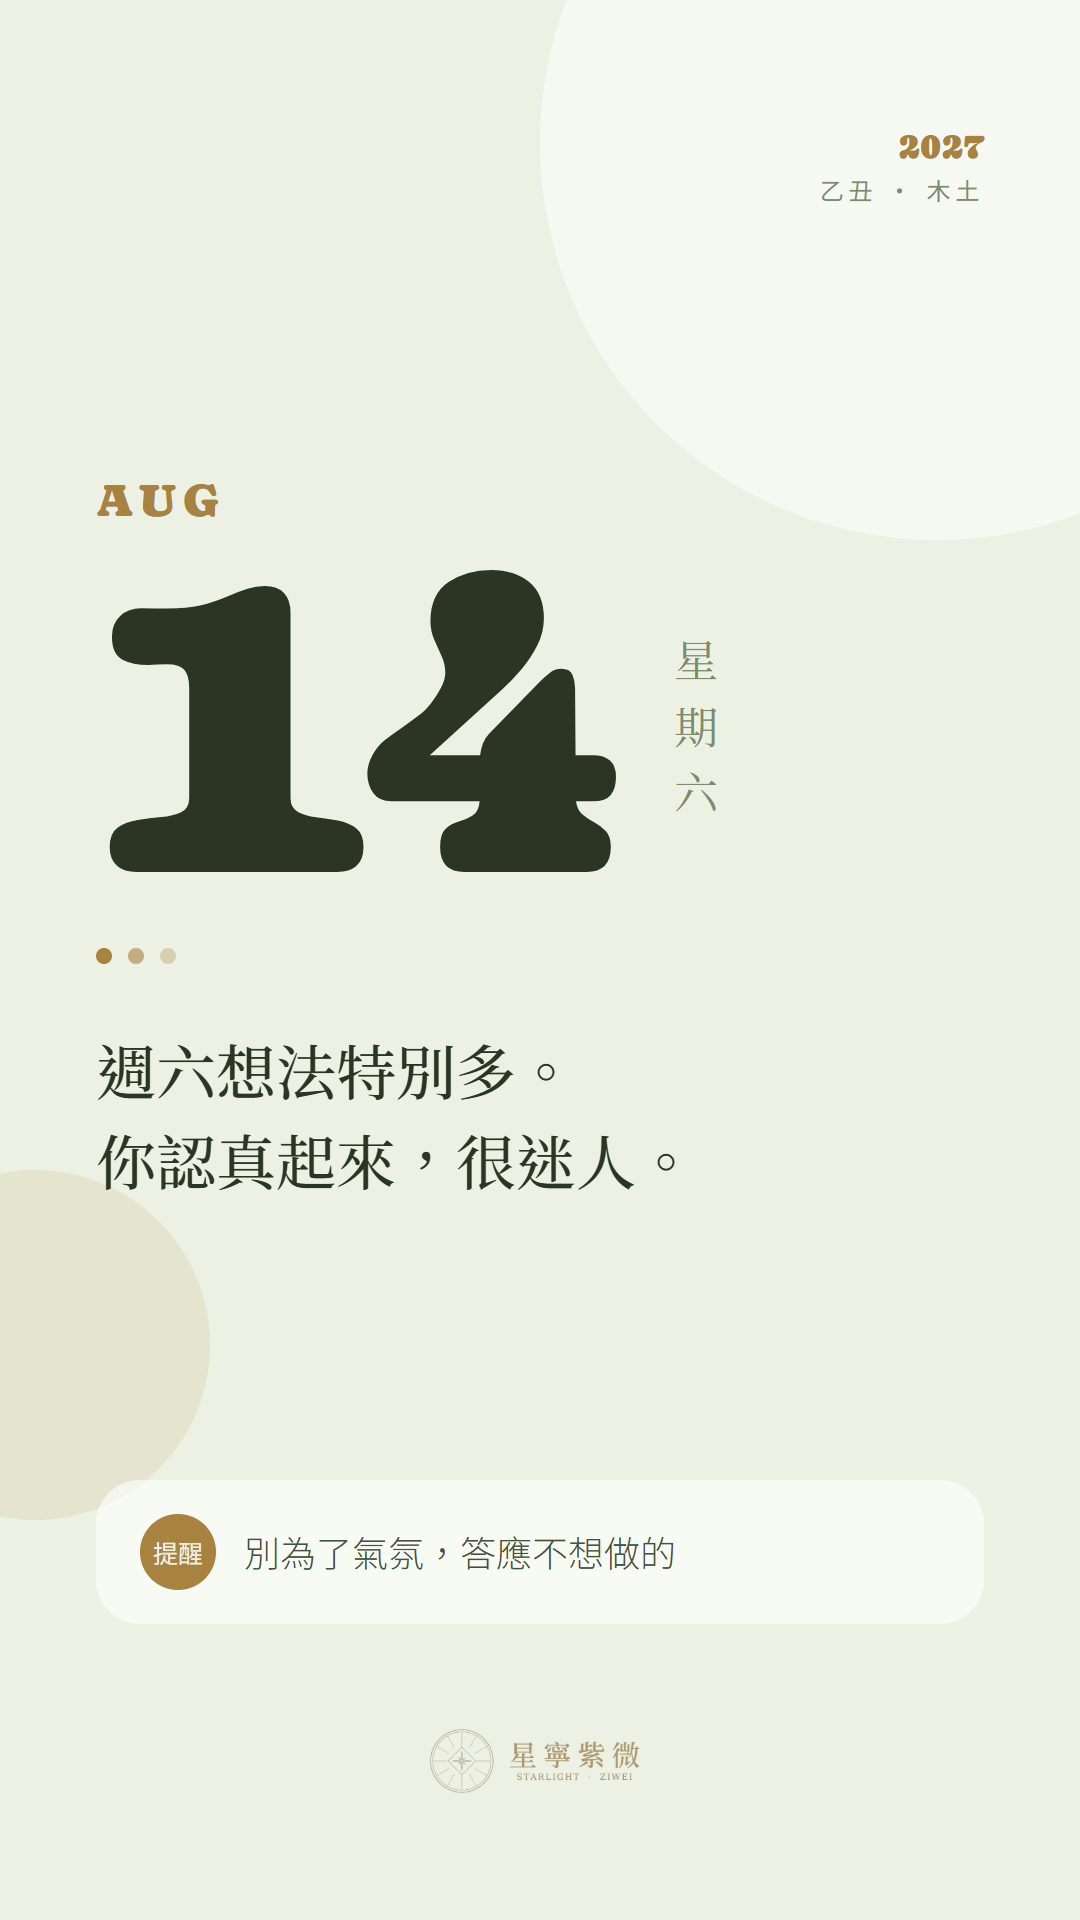 2027
乙丑 • 木土
AUG
14
星期六
週六想法特別多。
你認真起來，很迷人。
提醒
別為了氣氛，答應不想做的
星寧紫微
STARLIGHT · ZIWEI